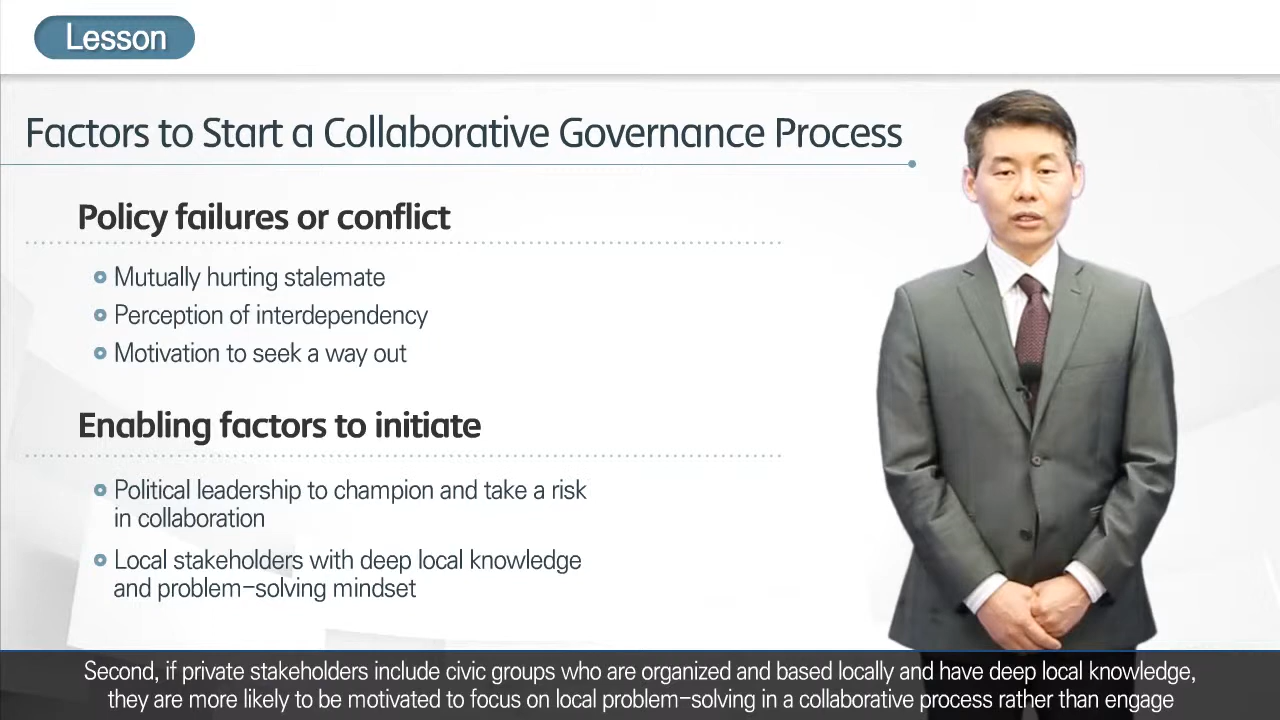 Lesson
Factors to Start a Collaborative Governance Process
Policy failures or conflict
Mutually hurting stalemate
Perception of interdependency
Motivation to seek a way out
Enabling factors to initiate
Political leadership to champion and take a risk
in collaboration
Local stakeholders with deep local knowledge
and problem-solving mindset
Second, if private stakeholders include civic groups who are organized and based locally and have deep local knowledge,
they are more likely to be motivated to focus on local problem-solving in a collaborative process rather than engage